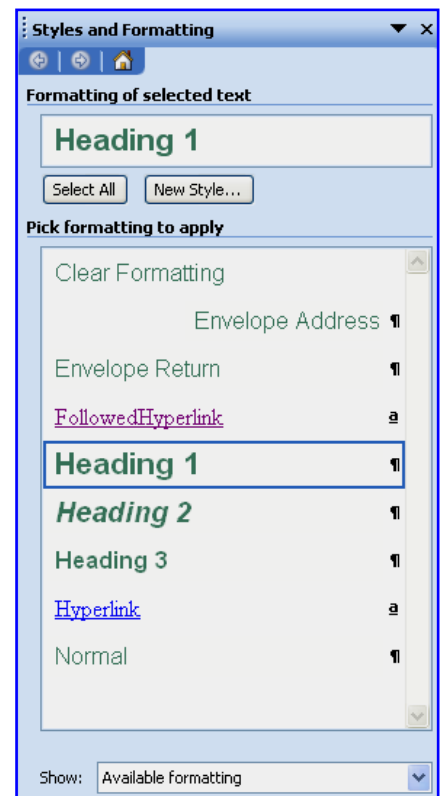 Styles and Formatting
Formatting of selected text
Heading 1
Select All New Style...
Pick formatting to apply
Clear Formatting
Envelope Address ¶
Envelope Return ¶
FollowedHyperlink a
Heading 1 ¶
Heading 2 ¶
Heading 3 ¶
Hyperlink a
Normal ¶
Show: Available formatting